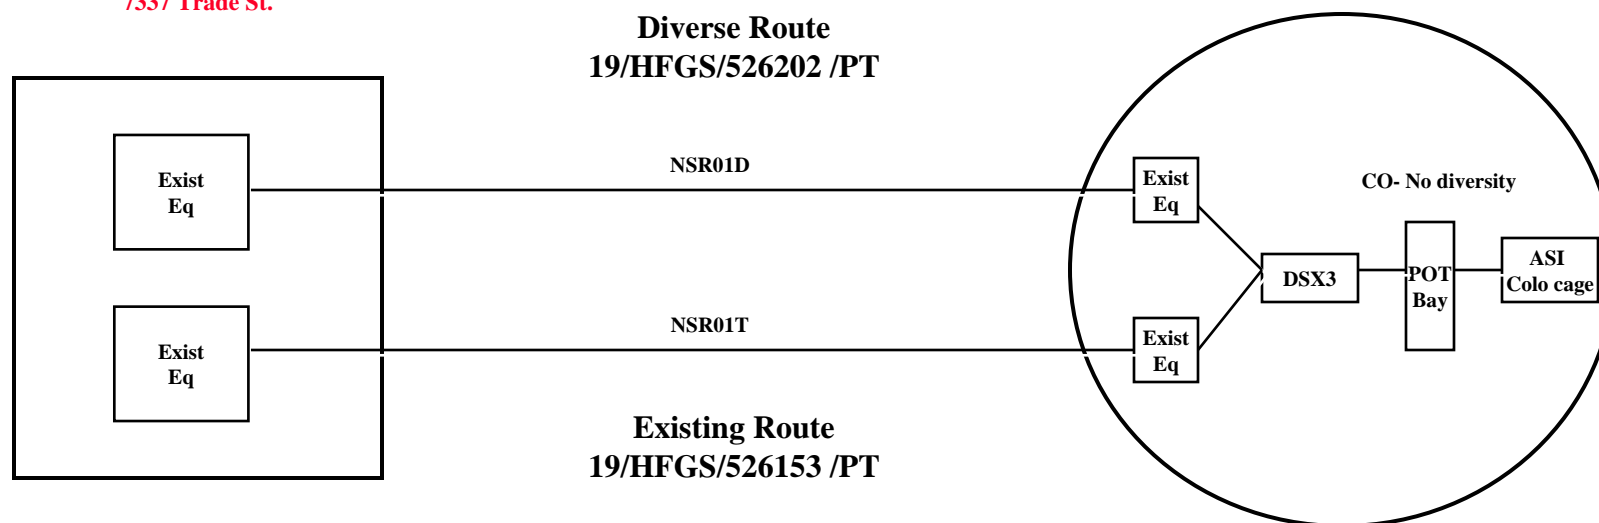 7337 Trade St.
Diverse Route
19/HFGS/526202 /PT
Exist
Eq
NSR01D
Exist
Eq
CO- No diversity
DSX3
POT
Bay
ASI
Colo cage
Exist
Eq
NSR01T
Exist
Eq
Existing Route
19/HFGS/526153 /PT